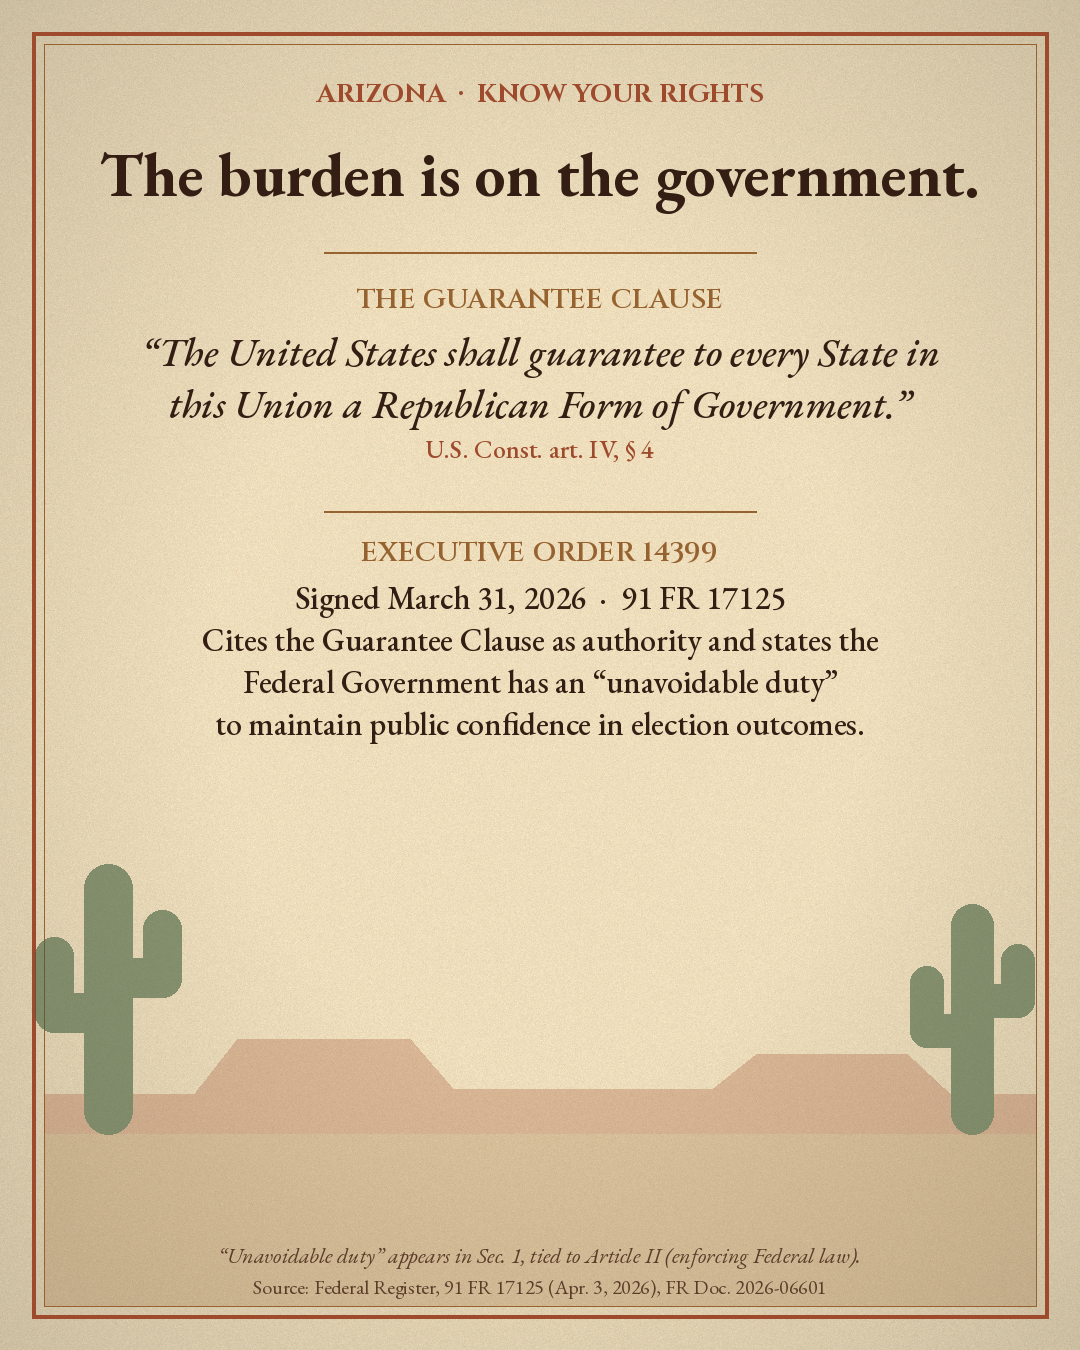 ARIZONA · KNOW YOUR RIGHTS
The burden is on the government.
THE GUARANTEE CLAUSE
“The United States shall guarantee to every State in
this Union a Republican Form of Government.”
U.S. Const. art. IV, § 4
EXECUTIVE ORDER 14399
Signed March 31, 2026 · 91 FR 17125
Cites the Guarantee Clause as authority and states the
Federal Government has an “unavoidable duty”
to maintain public confidence in election outcomes.
“Unavoidable duty” appears in Sec. 1, tied to Article II (enforcing Federal law).
Source: Federal Register, 91 FR 17125 (Apr. 3, 2026), FR Doc. 2026-06601